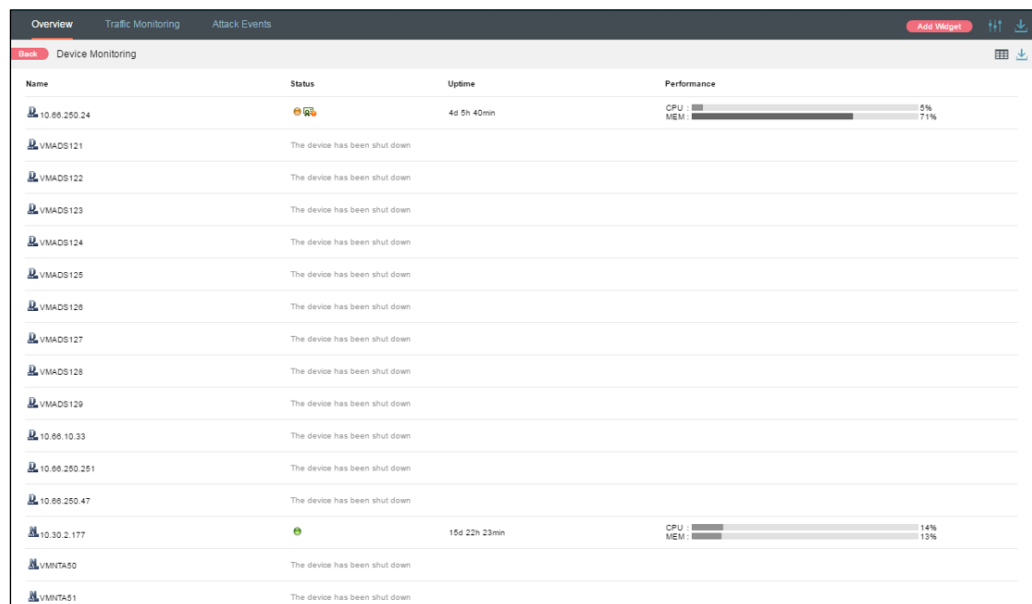 Overview Traffic Monitoring Attack Events Add Widget
Back Device Monitoring
Name Status Uptime Performance
10.66.250.24 4d 5h 40min CPU : 5%
MEM : 71%
VMADS121 The device has been shut down
VMADS122 The device has been shut down
VMADS123 The device has been shut down
VMADS124 The device has been shut down
VMADS125 The device has been shut down
VMADS126 The device has been shut down
VMADS127 The device has been shut down
VMADS128 The device has been shut down
VMADS129 The device has been shut down
10.66.10.33 The device has been shut down
10.66.250.251 The device has been shut down
10.66.250.47 The device has been shut down
10.30.2.177 15d 22h 23min CPU : 14%
MEM : 13%
VMNTA50 The device has been shut down
VMNTA51 The device has been shut down